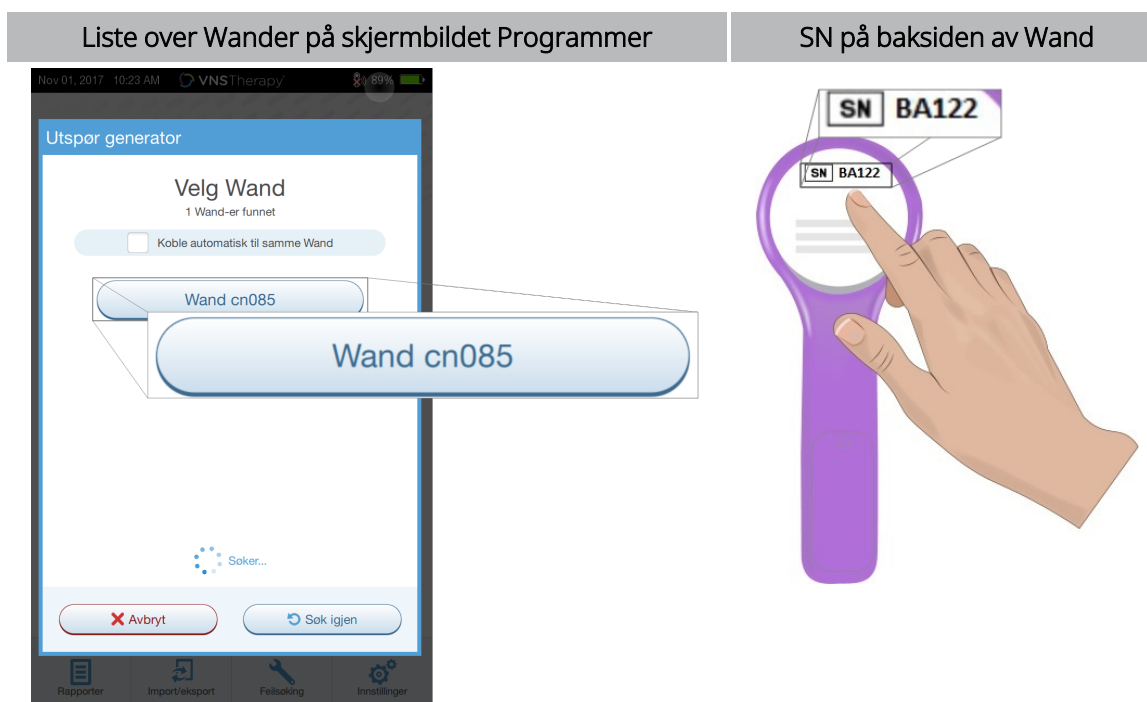 Liste over Wander på skjermbildet Programmer
SN på baksiden av Wand
Nov 01, 2017 10:23 AM VNSTherapy 89%
Utspør generator
Velg Wand
1 Wand-er funnet
Koble automatisk til samme Wand
Wand cn085
Wand cn085
Søker...
Avbryt
Søk igjen
Rapporter
Import/eksport
Feilsøking
Innstillinger
SN BA122
SN BA122